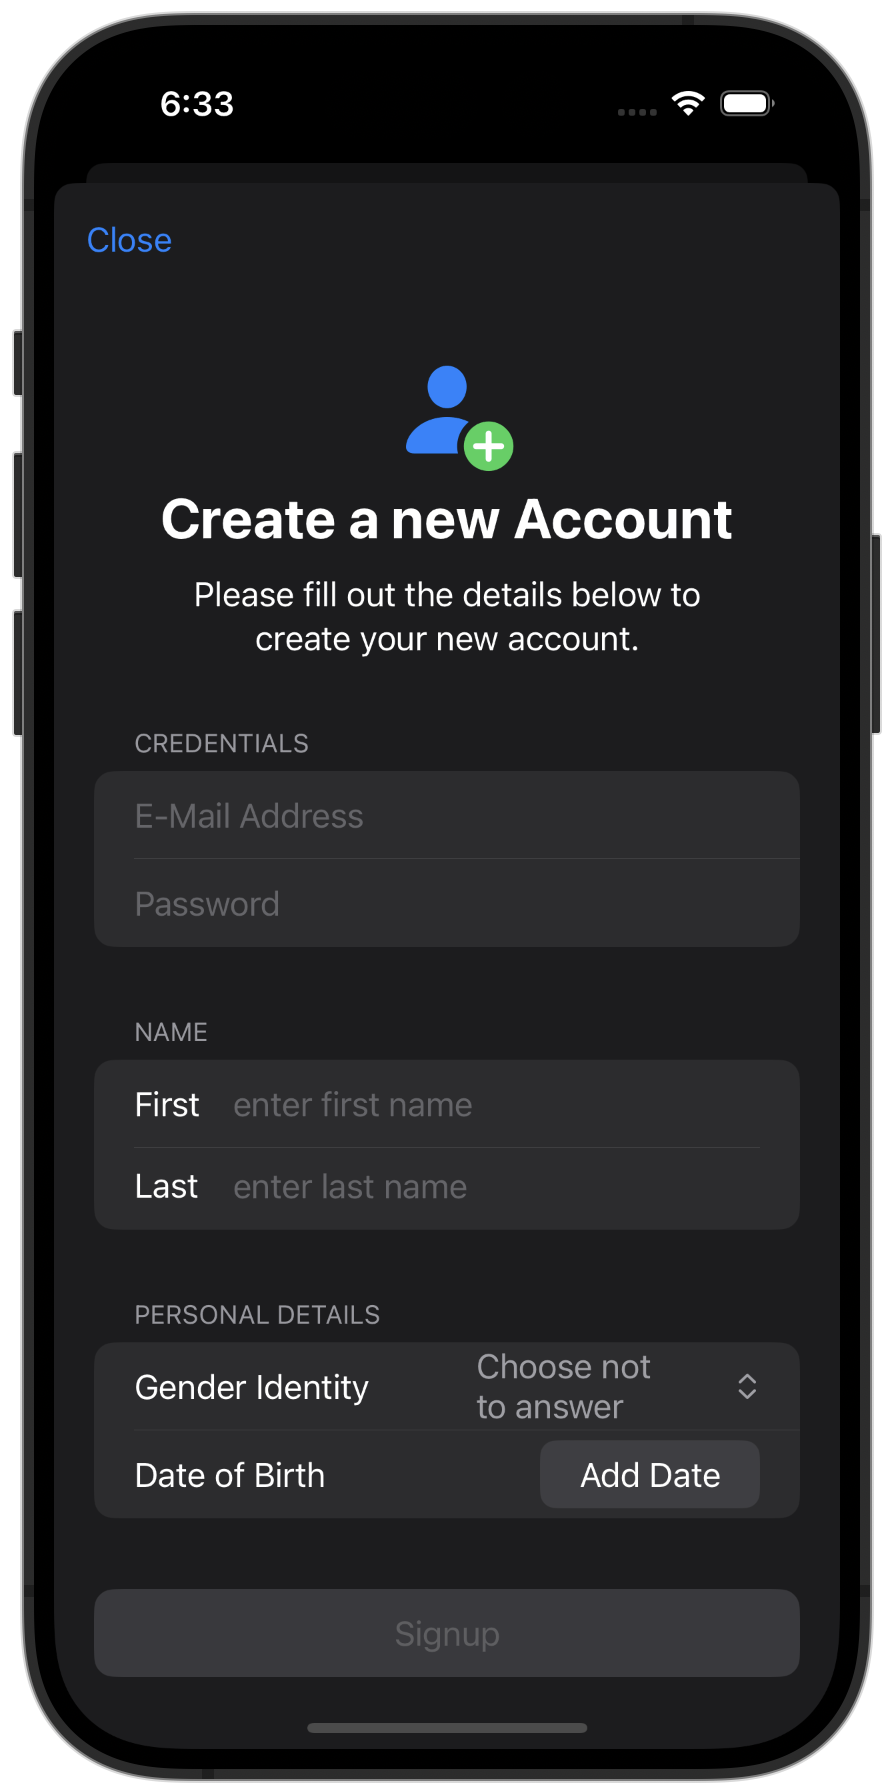 6:33
Close
Create a new Account
Please fill out the details below to
create your new account.
CREDENTIALS
E-Mail Address
Password
NAME
First enter first name
Last enter last name
PERSONAL DETAILS
Gender Identity Choose not
to answer
Date of Birth Add Date
Signup